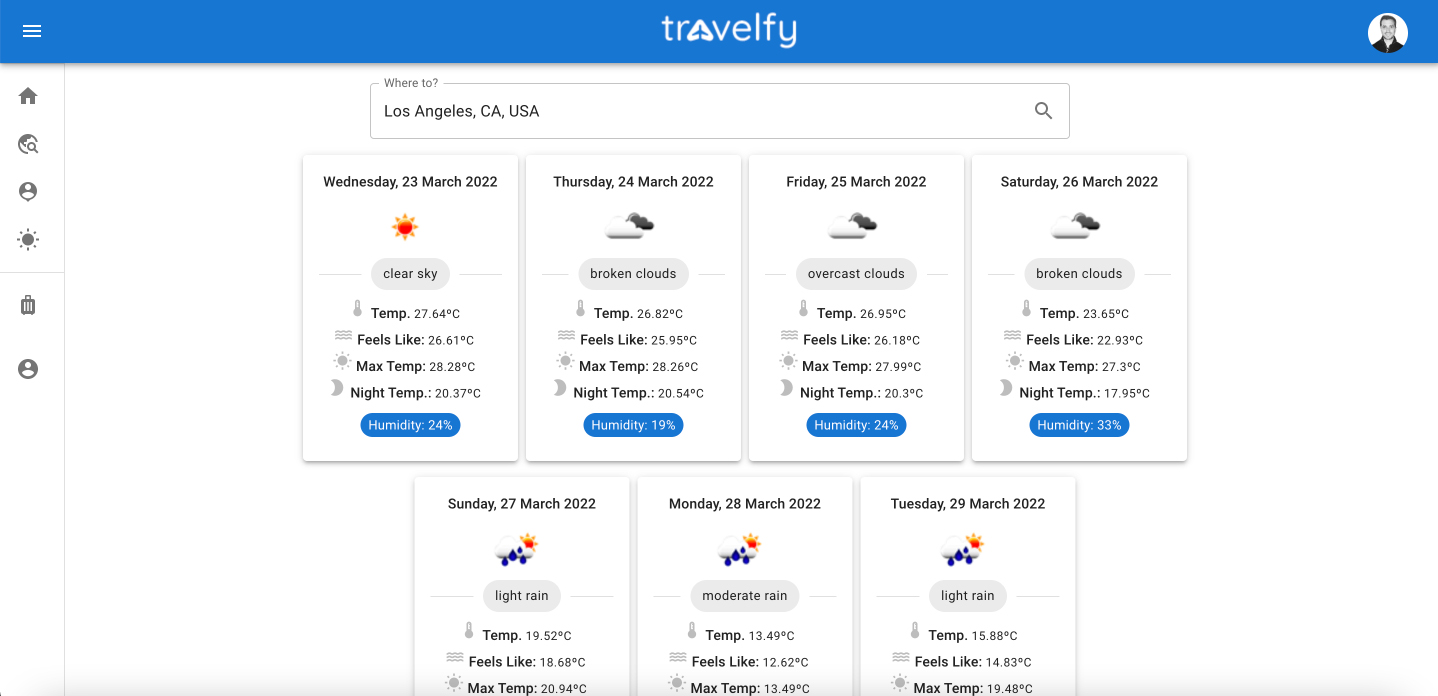 travelfy
Where to?
Los Angeles, CA, USA
Wednesday, 23 March 2022
clear sky
Temp. 27.64ºC
Feels Like: 26.61ºC
Max Temp: 28.28ºC
Night Temp.: 20.37ºC
Humidity: 24%
Thursday, 24 March 2022
broken clouds
Temp. 26.82ºC
Feels Like: 25.95ºC
Max Temp: 28.26ºC
Night Temp.: 20.54ºC
Humidity: 19%
Friday, 25 March 2022
overcast clouds
Temp. 26.95ºC
Feels Like: 26.18ºC
Max Temp: 27.99ºC
Night Temp.: 20.3ºC
Humidity: 24%
Saturday, 26 March 2022
broken clouds
Temp. 23.65ºC
Feels Like: 22.93ºC
Max Temp: 27.3ºC
Night Temp.: 17.95ºC
Humidity: 33%
Sunday, 27 March 2022
light rain
Temp. 19.52ºC
Feels Like: 18.68ºC
Max Temp: 20.94ºC
Monday, 28 March 2022
moderate rain
Temp. 13.49ºC
Feels Like: 12.62ºC
Max Temp: 13.49ºC
Tuesday, 29 March 2022
light rain
Temp. 15.88ºC
Feels Like: 14.83ºC
Max Temp: 19.48ºC